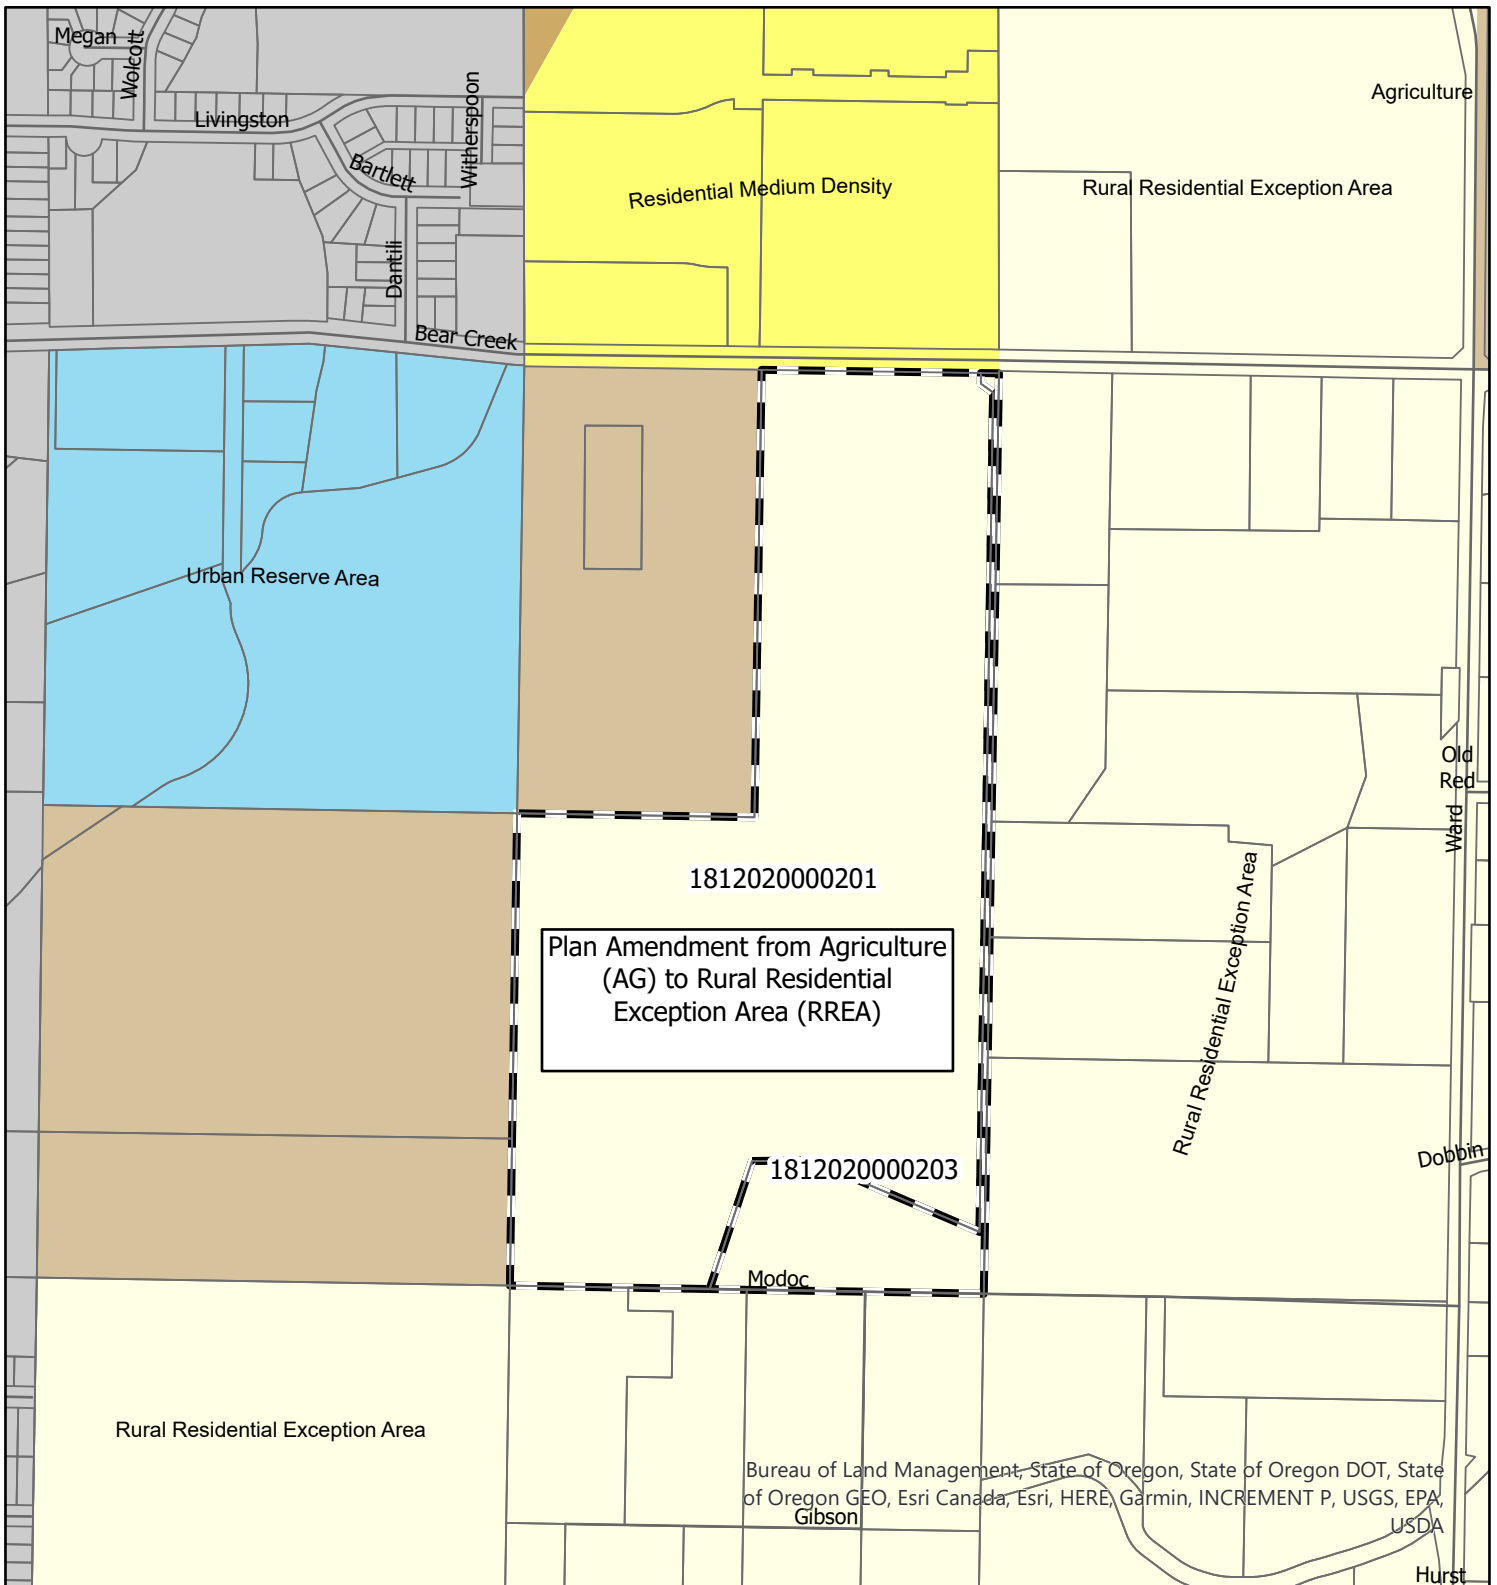 Megan
Wolcott
Livingston
Witherspoon
Bartlett
Dantili
Bear Creek
Residential Medium Density
Agriculture
Rural Residential Exception Area
Urban Reserve Area
Old
Red
Ward
1812020000201
Plan Amendment from Agriculture
(AG) to Rural Residential
Exception Area (RREA)
Rural Residential Exception Area
1812020000203
Dobbin
Modoc
Rural Residential Exception Area
Bureau of Land Management, State of Oregon, State of Oregon DOT, State
of Oregon GEO, Esri Canada, Esri, HERE, Garmin, INCREMENT P, USGS, EPA,
USDA
Gibson
Hurst